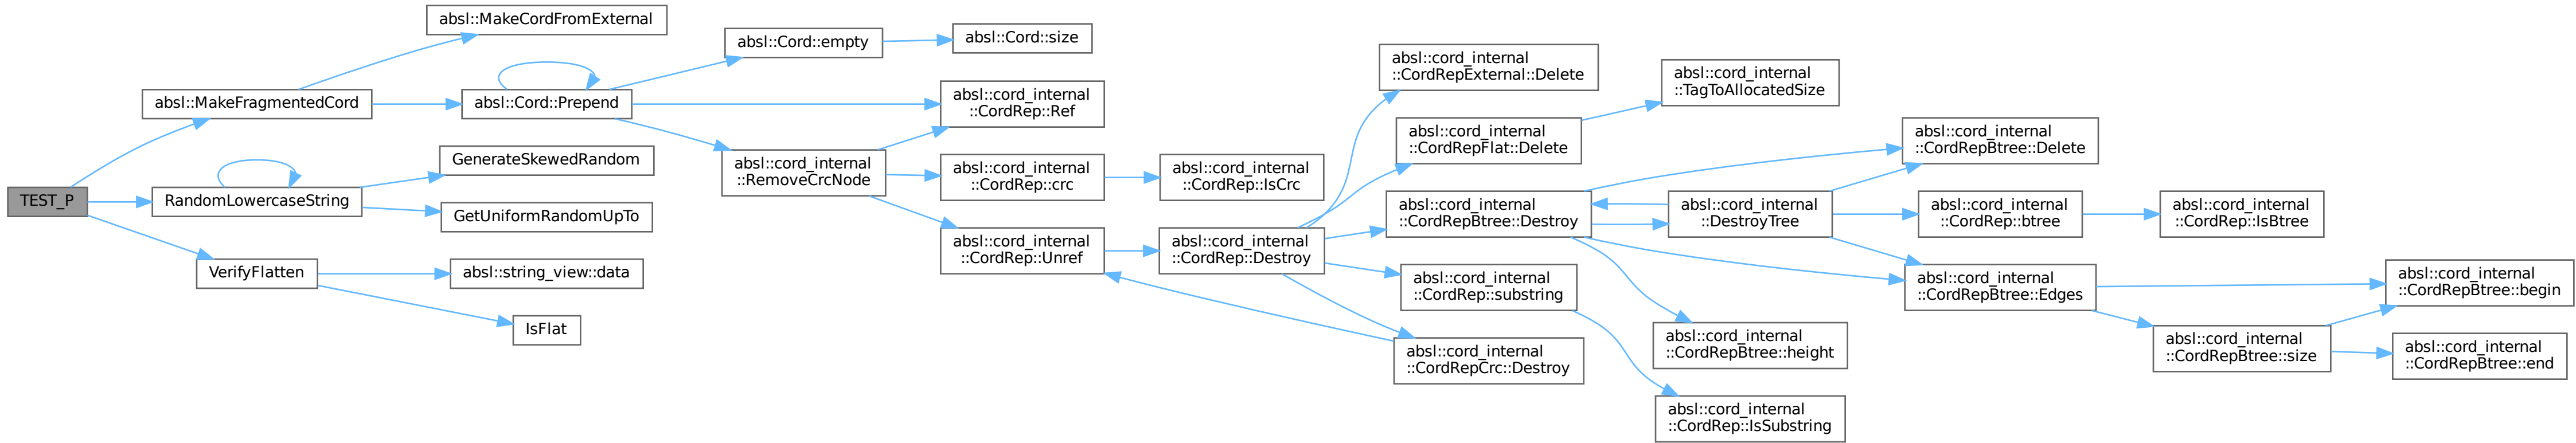 TEST_P
absl::MakeFragmentedCord
absl::MakeCordFromExternal
absl::Cord::Prepend
absl::Cord::empty
absl::Cord::size
absl::cord_internal
::CordRep::Ref
absl::cord_internal
::RemoveCrcNode
absl::cord_internal
::CordRep::crc
absl::cord_internal
::CordRep::IsCrc
absl::cord_internal
::CordRep::Unref
absl::cord_internal
::CordRep::Destroy
absl::cord_internal
::CordRepExternal::Delete
absl::cord_internal
::CordRepFlat::Delete
absl::cord_internal
::TagToAllocatedSize
absl::cord_internal
::CordRepBtree::Destroy
absl::cord_internal
::CordRepBtree::Delete
absl::cord_internal
::DestroyTree
absl::cord_internal
::CordRep::btree
absl::cord_internal
::CordRep::IsBtree
absl::cord_internal
::CordRepBtree::Edges
absl::cord_internal
::CordRepBtree::begin
absl::cord_internal
::CordRepBtree::size
absl::cord_internal
::CordRepBtree::end
absl::cord_internal
::CordRepBtree::height
absl::cord_internal
::CordRep::substring
absl::cord_internal
::CordRep::IsSubstring
absl::cord_internal
::CordRepCrc::Destroy
RandomLowercaseString
GenerateSkewedRandom
GetUniformRandomUpTo
VerifyFlatten
absl::string_view::data
IsFlat